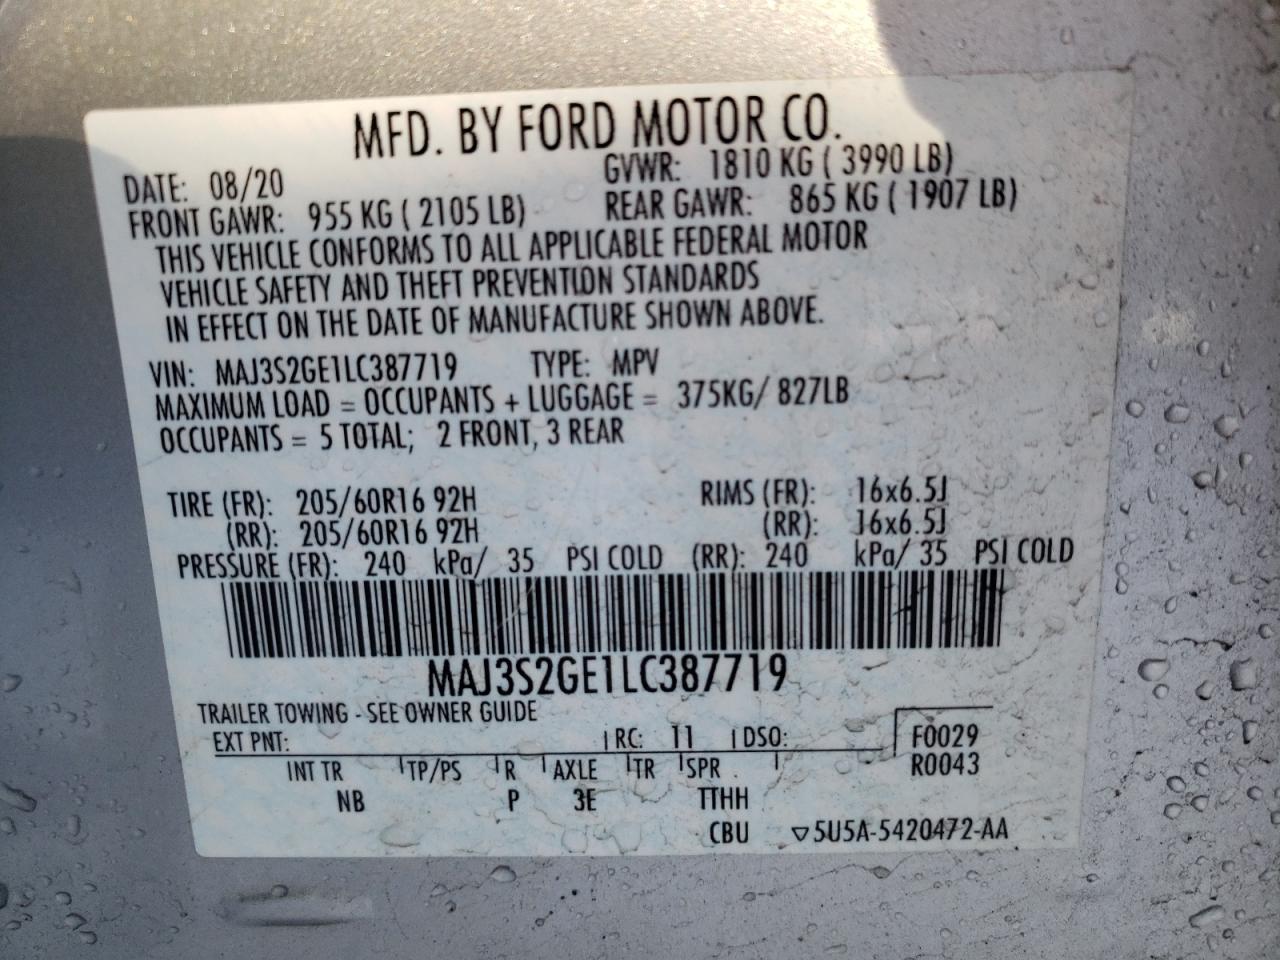 MFD. BY FORD MOTOR CO.
DATE: 08/20 GVWR: 1810 KG ( 3990 LB)
FRONT GAWR: 955 KG ( 2105 LB) REAR GAWR: 865 KG ( 1907 LB)
THIS VEHICLE CONFORMS TO ALL APPLICABLE FEDERAL MOTOR
VEHICLE SAFETY AND THEFT PREVENTION STANDARDS
IN EFFECT ON THE DATE OF MANUFACTURE SHOWN ABOVE.
VIN: MAJ3S2GE1LC387719 TYPE: MPV
MAXIMUM LOAD = OCCUPANTS + LUGGAGE = 375KG/ 827LB
OCCUPANTS = 5 TOTAL; 2 FRONT, 3 REAR
TIRE (FR): 205/60R16 92H RIMS (FR): 16x6.5J
(RR): 205/60R16 92H (RR): 16x6.5J
PRESSURE (FR): 240 kPa/ 35 PSI COLD (RR): 240 kPa/ 35 PSI COLD
MAJ3S2GE1LC387719
TRAILER TOWING - SEE OWNER GUIDE
EXT PNT: RC: 11 DSO: F0029
INT TR TP/PS R AXLE TR SPR R0043
NB P 3E TTHH
CBU ▽5U5A-5420472-AA